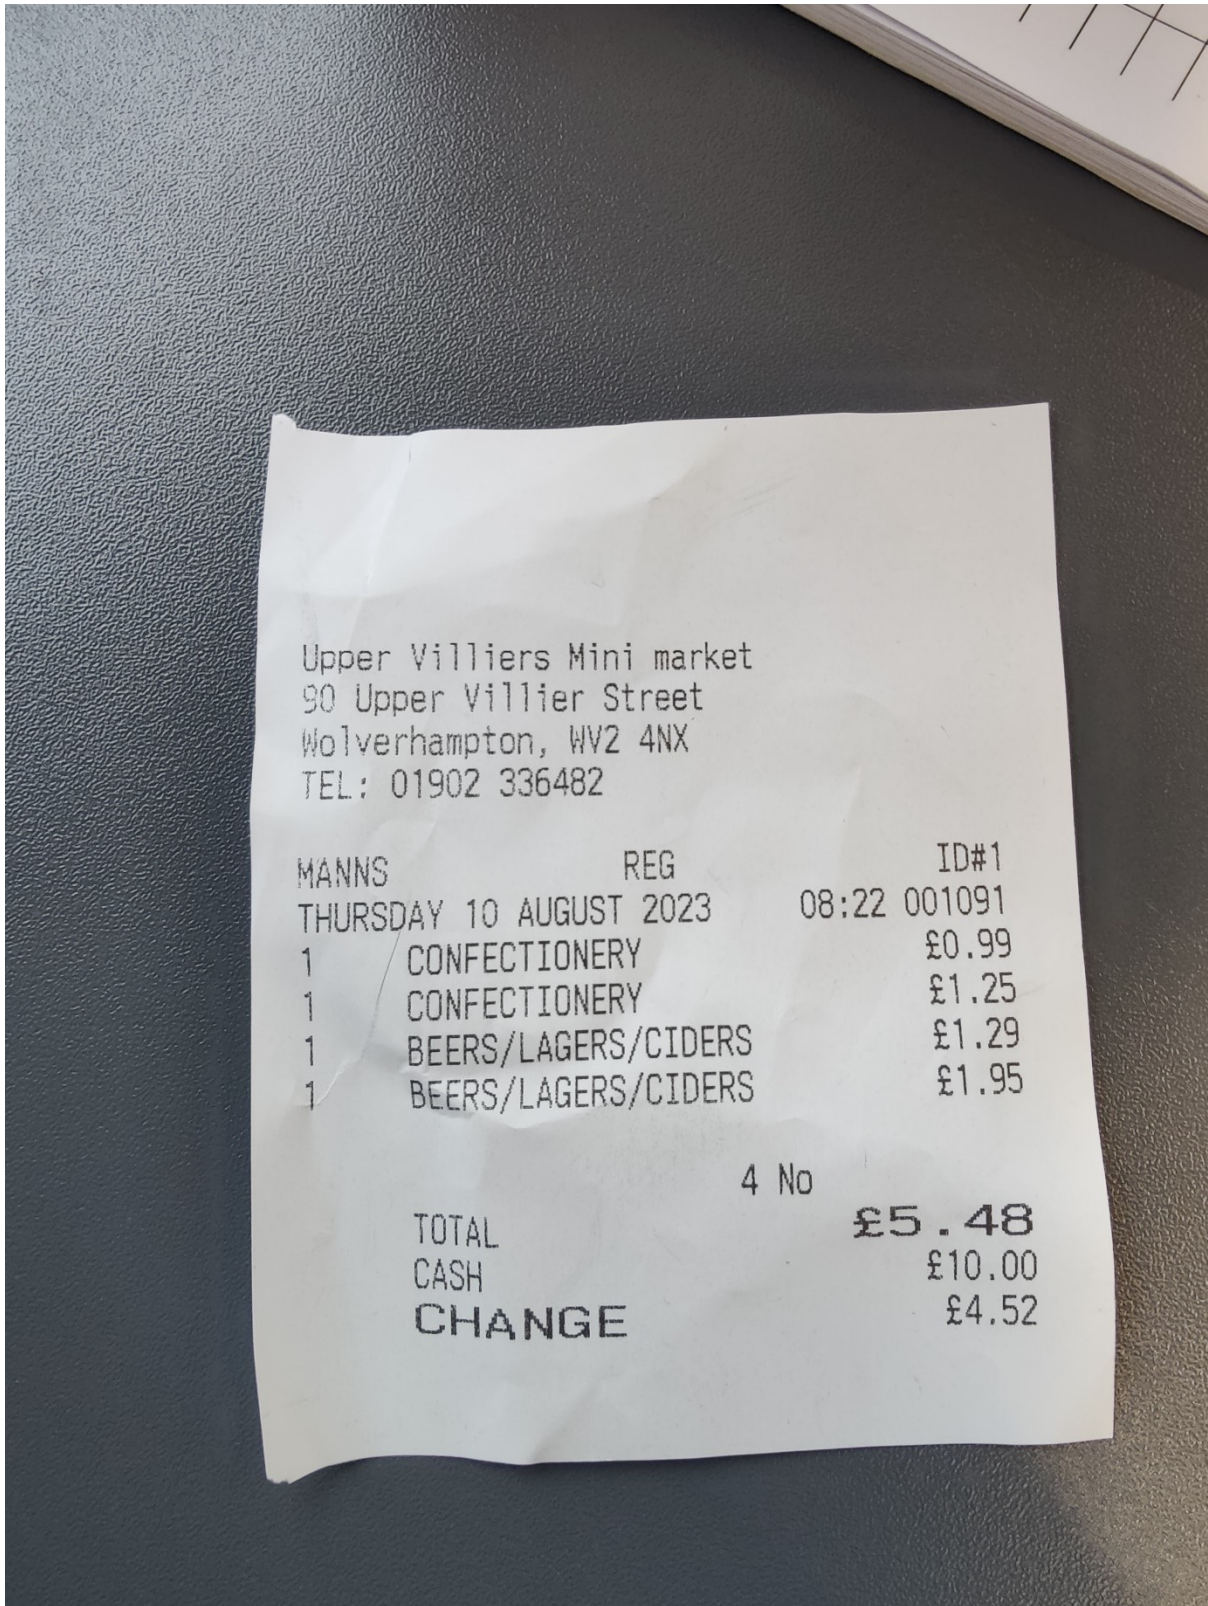 Upper Villiers Mini market
90 Upper Villier Street
Wolverhampton, WV2 4NX
TEL: 01902 336482
MANNS REG ID#1
THURSDAY 10 AUGUST 2023 08:22 001091
1 CONFECTIONERY £0.99
1 CONFECTIONERY £1.25
1 BEERS/LAGERS/CIDERS £1.29
1 BEERS/LAGERS/CIDERS £1.95
4 No
TOTAL £5.48
CASH £10.00
CHANGE £4.52